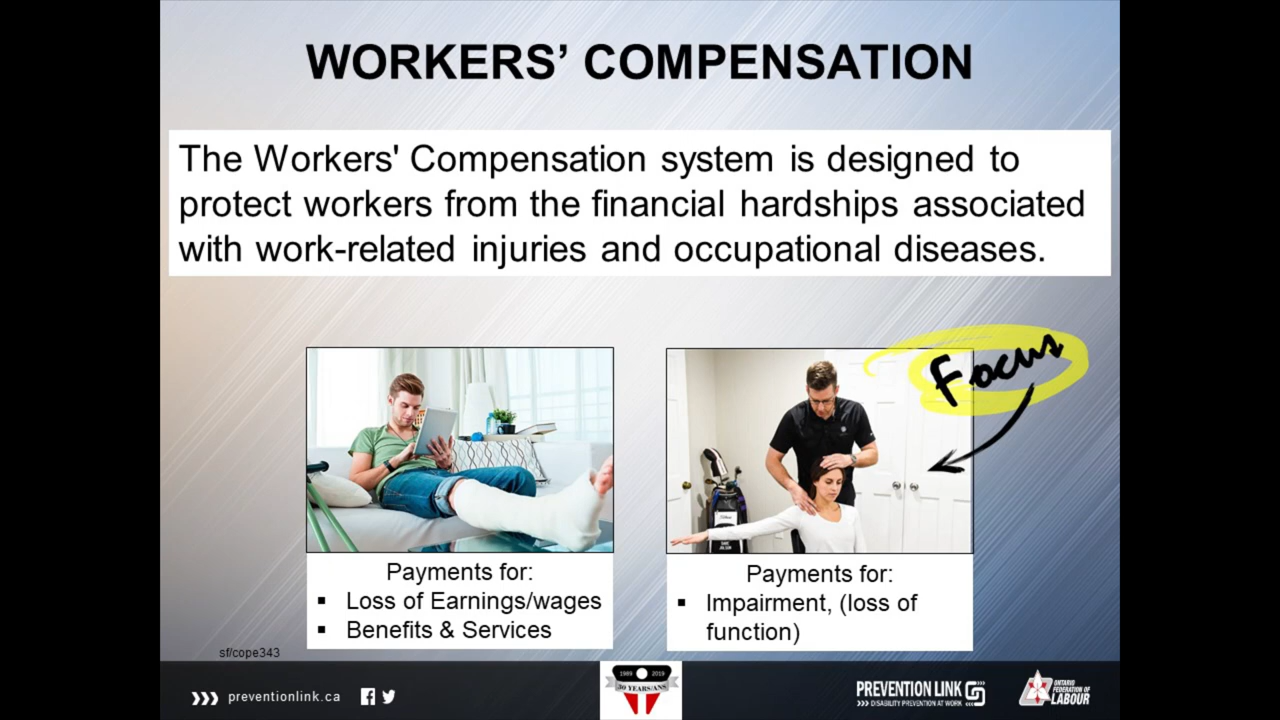 WORKERS’ COMPENSATION
The Workers' Compensation system is designed to
protect workers from the financial hardships associated
with work-related injuries and occupational diseases.
Focus
Payments for:
▪ Loss of Earnings/wages
▪ Benefits & Services
Payments for:
▪ Impairment, (loss of
function)
sf/cope343
preventionlink.ca
1989 2019
30 YEARS/ANS
PREVENTION LINK
DISABILITY PREVENTION AT WORK
ONTARIO
FEDERATION OF
LABOUR